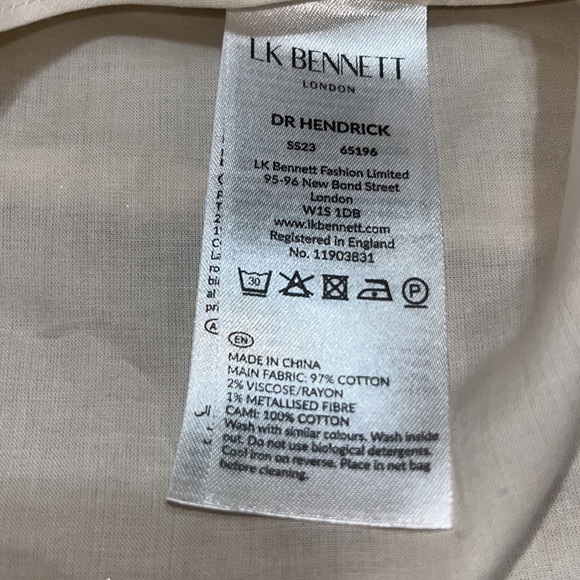 LK BENNETT
LONDON
DR HENDRICK
SS23 65196
LK Bennett Fashion Limited
95-96 New Bond Street
London
W1S 1DB
www.lkbennett.com
Registered in England
No. 11903831
30
P
EN
MADE IN CHINA
MAIN FABRIC: 97% COTTON
2% VISCOSE/RAYON
1% METALLISED FIBRE
CAMI: 100% COTTON
Wash with similar colours. Wash inside
out. Do not use biological detergents.
Cool iron on reverse. Place in net bag
before cleaning.